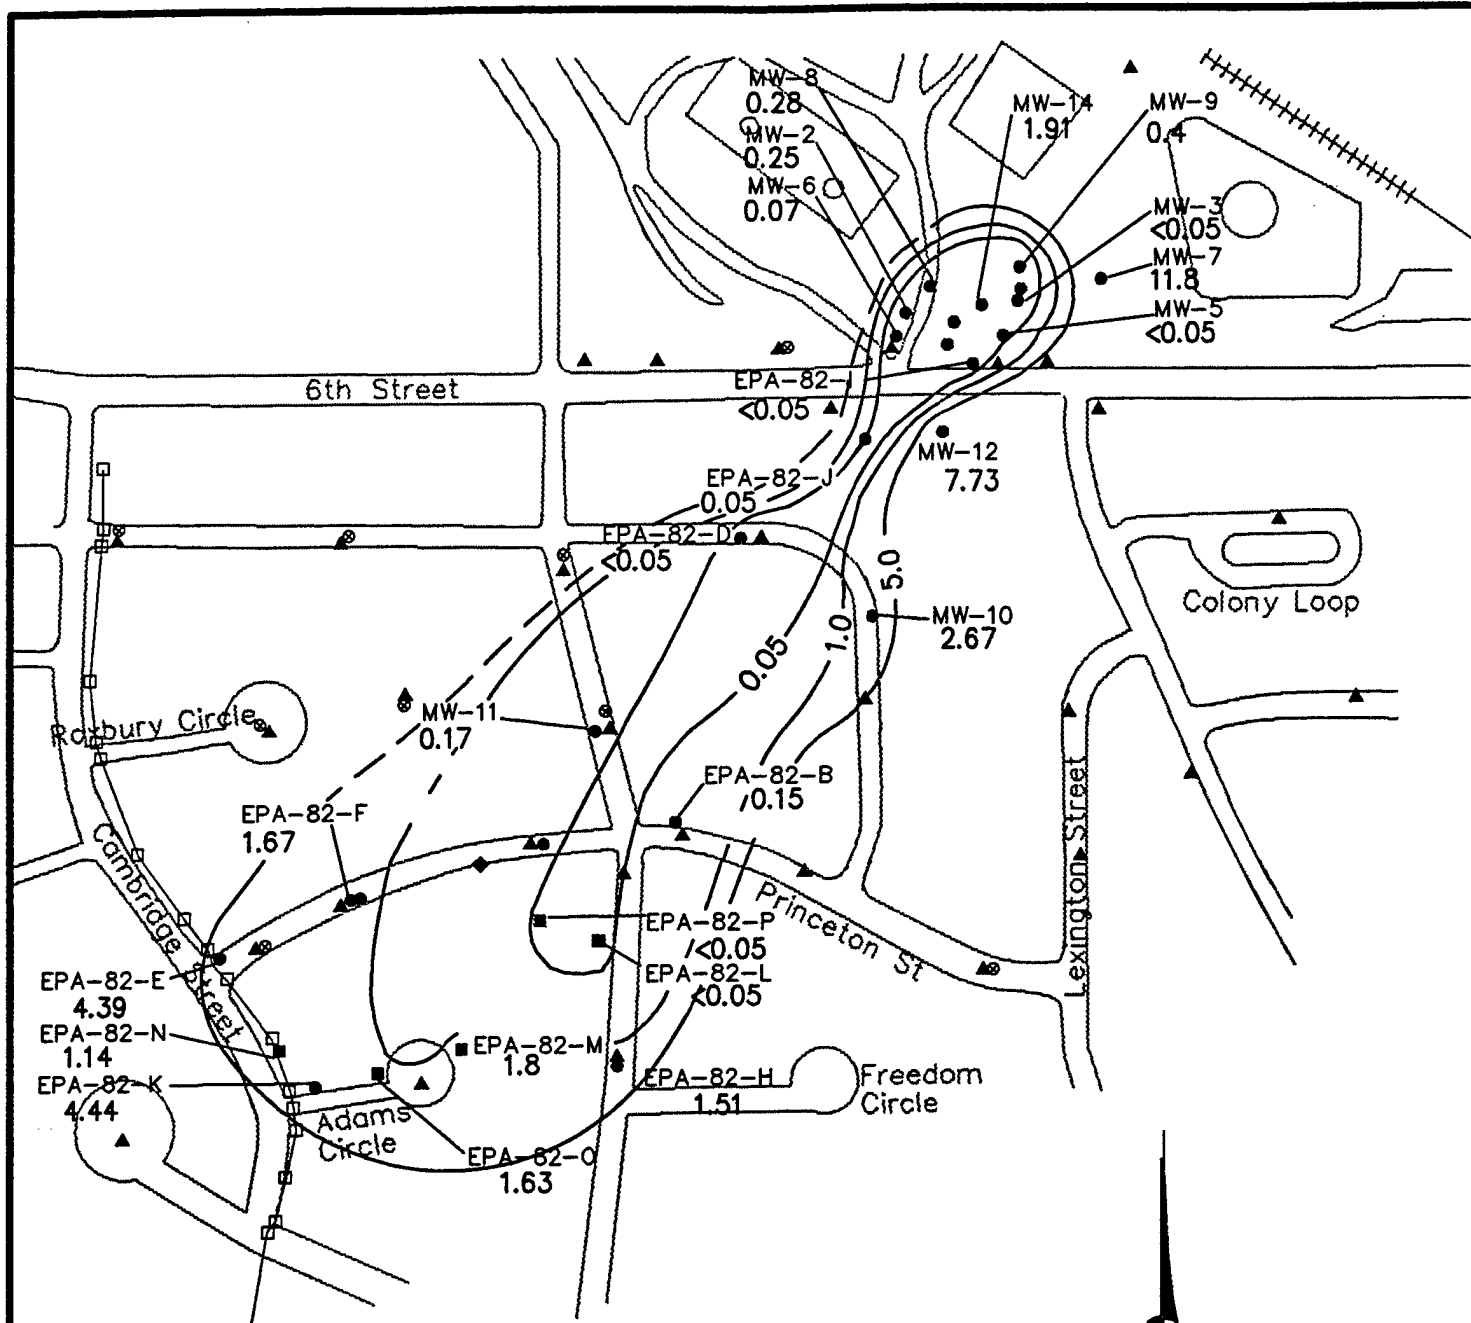 MW-8
0.28
MW-2
0.25
MW-6
0.07
MW-14
1.91
MW-9
0.4
MW-3
<0.05
MW-7
11.8
MW-5
<0.05
6th Street
EPA-82-I
<0.05
MW-12
7.73
EPA-82-J
0.05
EPA-82-D
<0.05
5.0
1.0
0.05
Colony Loop
MW-10
2.67
Roxbury Circle
MW-11
0.17
EPA-82-B
0.15
EPA-82-F
1.67
Cambridge Street
Princeton St
Lexington Street
EPA-82-P
<0.05
EPA-82-L
<0.05
EPA-82-E
4.39
EPA-82-N
1.14
EPA-82-K
4.44
EPA-82-M
1.8
EPA-82-H
1.51
Freedom
Circle
Adams
Circle
EPA-82-O
1.63